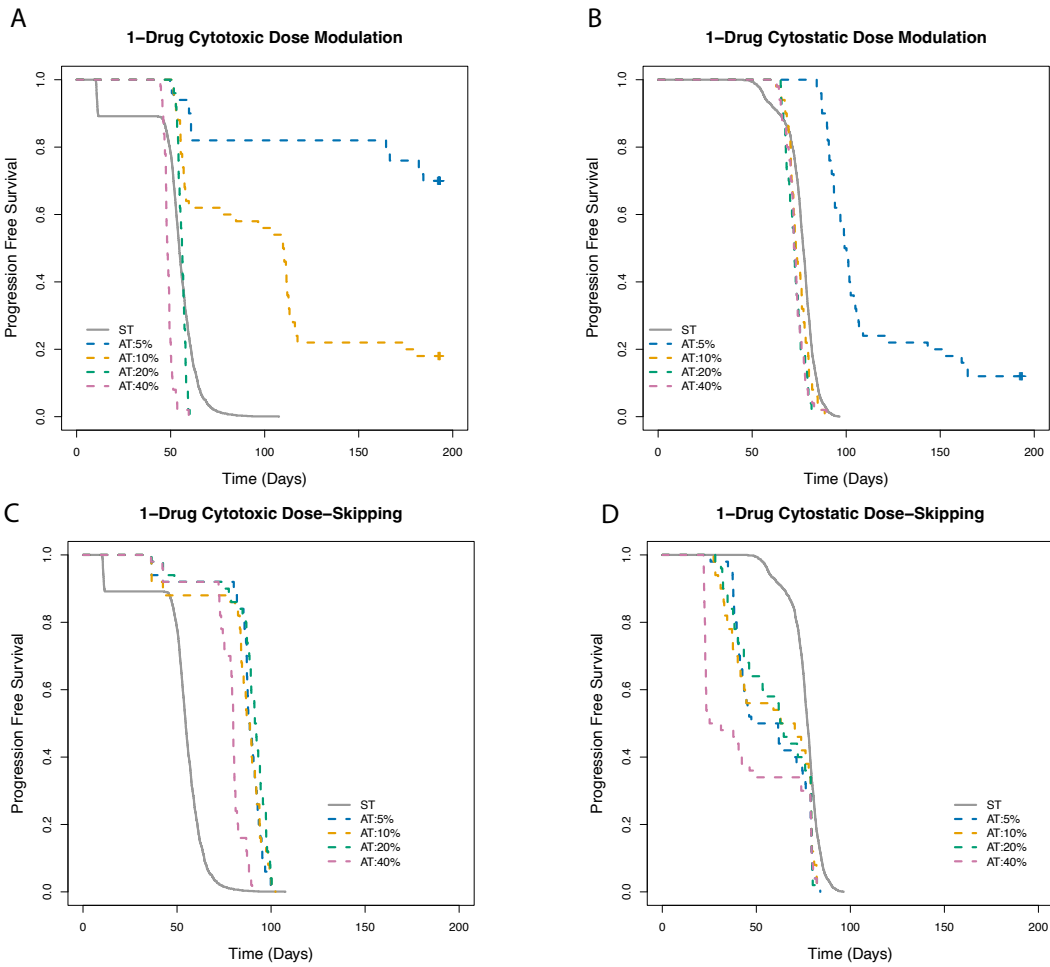 A
1−Drug Cytotoxic Dose Modulation
Progression Free Survival
1.0
0.8
0.6
0.4
0.2
0.0
ST
AT:5%
AT:10%
AT:20%
AT:40%
0 50 100 150 200
Time (Days)
B
1−Drug Cytostatic Dose Modulation
Progression Free Survival
1.0
0.8
0.6
0.4
0.2
0.0
ST
AT:5%
AT:10%
AT:20%
AT:40%
0 50 100 150 200
Time (Days)
C
1−Drug Cytotoxic Dose−Skipping
Progression Free Survival
1.0
0.8
0.6
0.4
0.2
0.0
ST
AT:5%
AT:10%
AT:20%
AT:40%
0 50 100 150 200
Time (Days)
D
1−Drug Cytostatic Dose−Skipping
Progression Free Survival
1.0
0.8
0.6
0.4
0.2
0.0
ST
AT:5%
AT:10%
AT:20%
AT:40%
0 50 100 150 200
Time (Days)